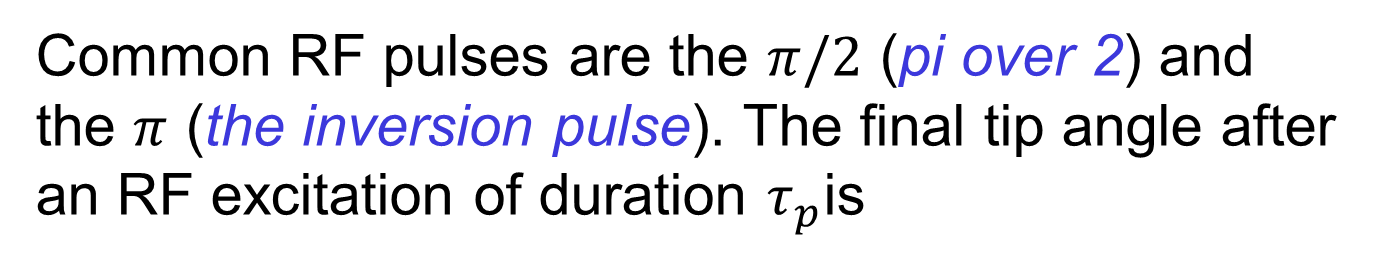 Common RF pulses are the 𝜋/2 (pi over 2) and
the 𝜋 (the inversion pulse). The final tip angle after
an RF excitation of duration 𝜏ₚ is